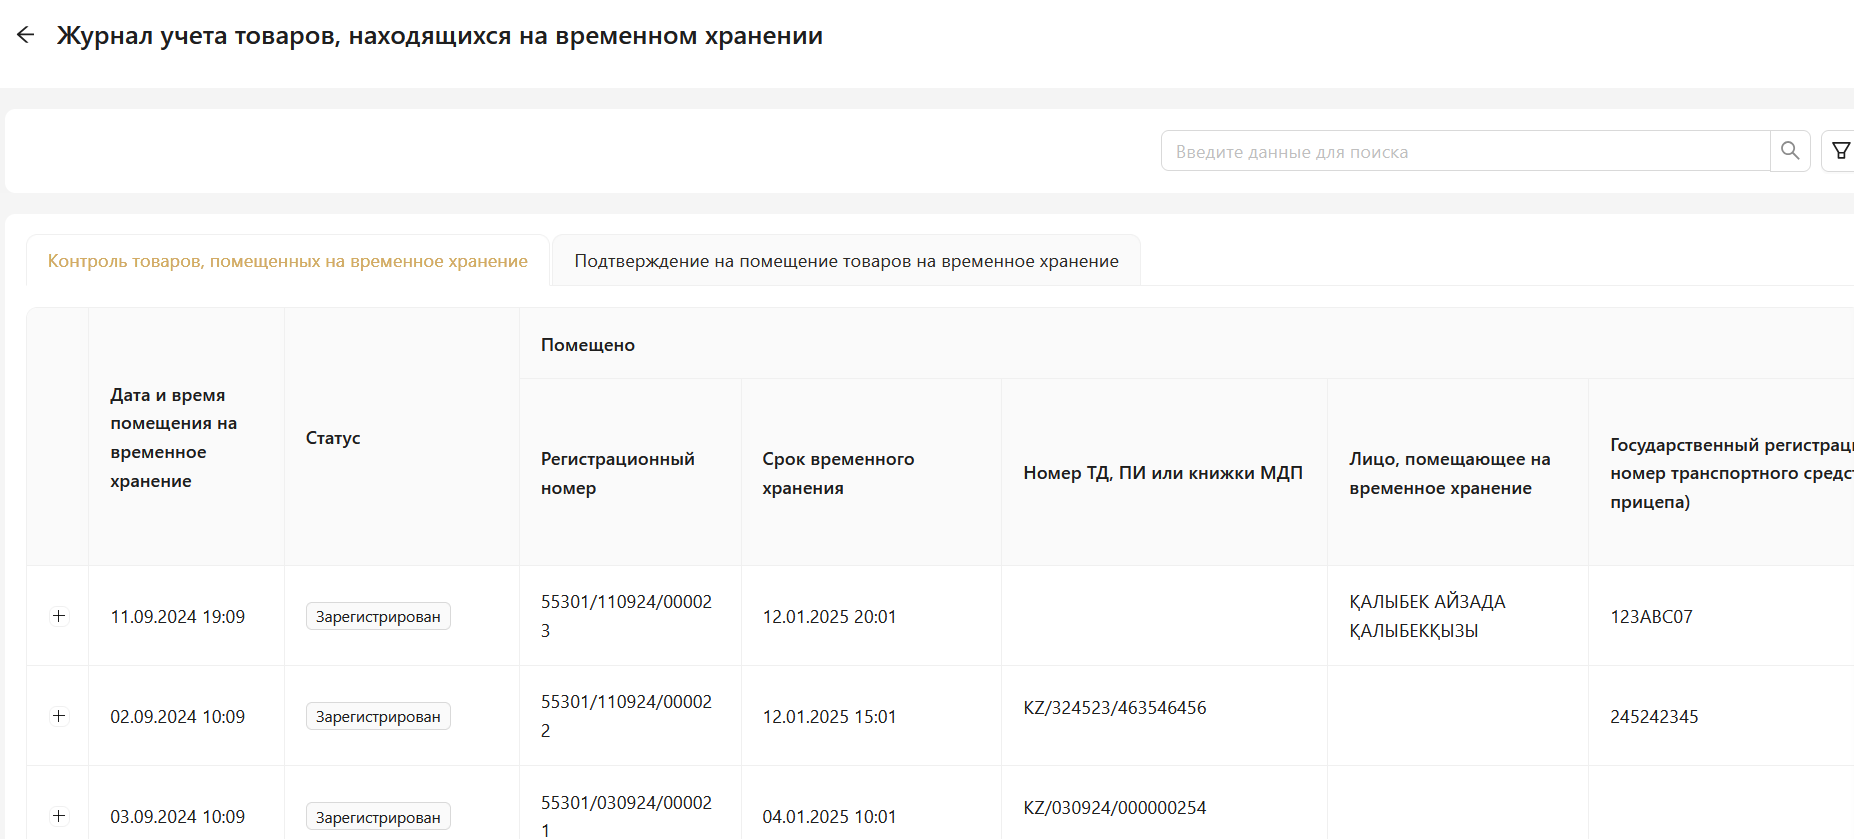 Журнал учета товаров, находящихся на временном хранении
Введите данные для поиска
Контроль товаров, помещенных на временное хранение
Подтверждение на помещение товаров на временное хранение
Помещено
Дата и время
помещения на
временное
хранение
Статус
Регистрационный
номер
Срок временного
хранения
Номер ТД, ПИ или книжки МДП
Лицо, помещающее на
временное хранение
Государственный регистрац
номер транспортного средс
прицепа)
11.09.2024 19:09
Зарегистрирован
55301/110924/00002
3
12.01.2025 20:01
ҚАЛЫБЕК АЙЗАДА
ҚАЛЫБЕКҚЫЗЫ
123ABC07
02.09.2024 10:09
Зарегистрирован
55301/110924/00002
2
12.01.2025 15:01
KZ/324523/463546456
245242345
03.09.2024 10:09
Зарегистрирован
55301/030924/00002
1
04.01.2025 10:01
KZ/030924/000000254